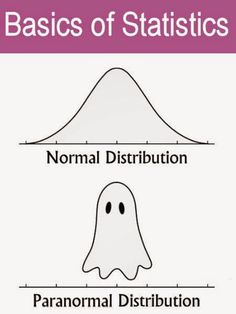 Basics of Statistics
Normal Distribution
Paranormal Distribution